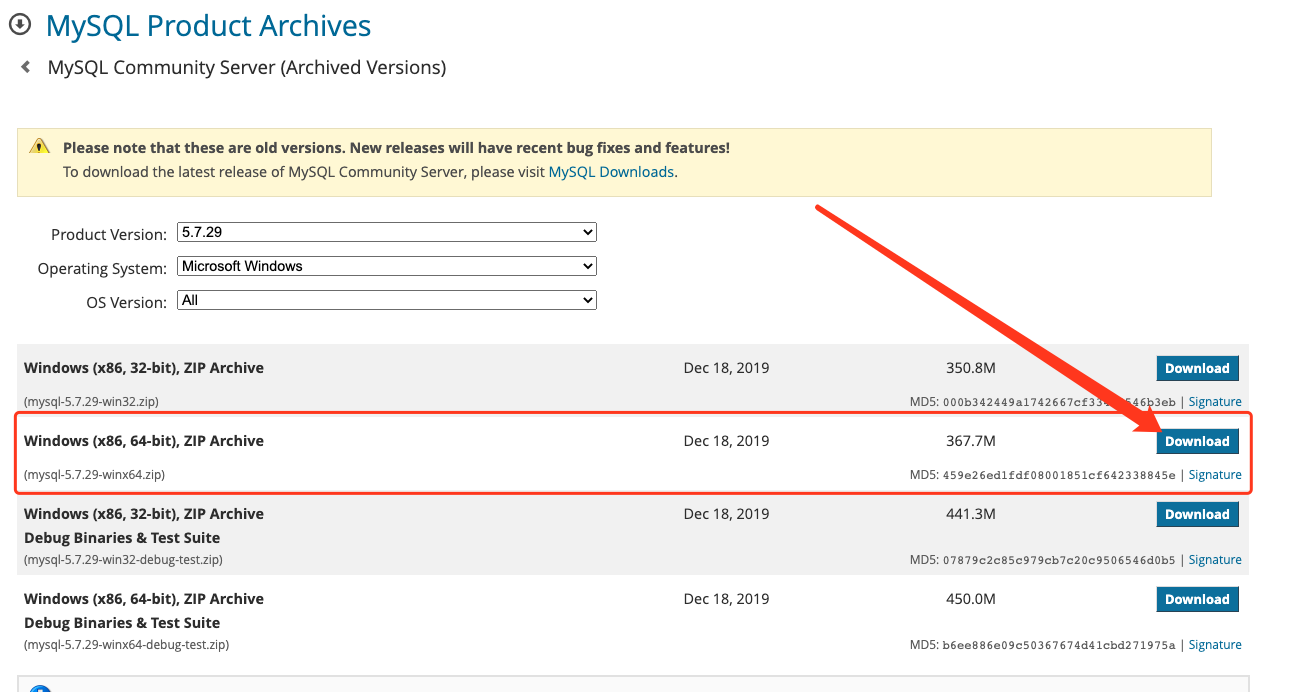 MySQL Product Archives
MySQL Community Server (Archived Versions)
Please note that these are old versions. New releases will have recent bug fixes and features!
To download the latest release of MySQL Community Server, please visit MySQL Downloads.
Product Version: 5.7.29
Operating System: Microsoft Windows
OS Version: All
Windows (x86, 32-bit), ZIP Archive Dec 18, 2019 350.8M Download
(mysql-5.7.29-win32.zip) MD5: | Signature
Windows (x86, 64-bit), ZIP Archive Dec 18, 2019 367.7M Download
(mysql-5.7.29-winx64.zip) MD5: 459e26ed1fdf08001851cf642338845e | Signature
Windows (x86, 32-bit), ZIP Archive Dec 18, 2019 441.3M Download
Debug Binaries & Test Suite
(mysql-5.7.29-win32-debug-test.zip) MD5: 07879c2c85c979cb7c20c9506546d0b5 | Signature
Windows (x86, 64-bit), ZIP Archive Dec 18, 2019 450.0M Download
Debug Binaries & Test Suite
(mysql-5.7.29-winx64-debug-test.zip) MD5: b6ee886e09c50367674d41cbd271975a | Signature